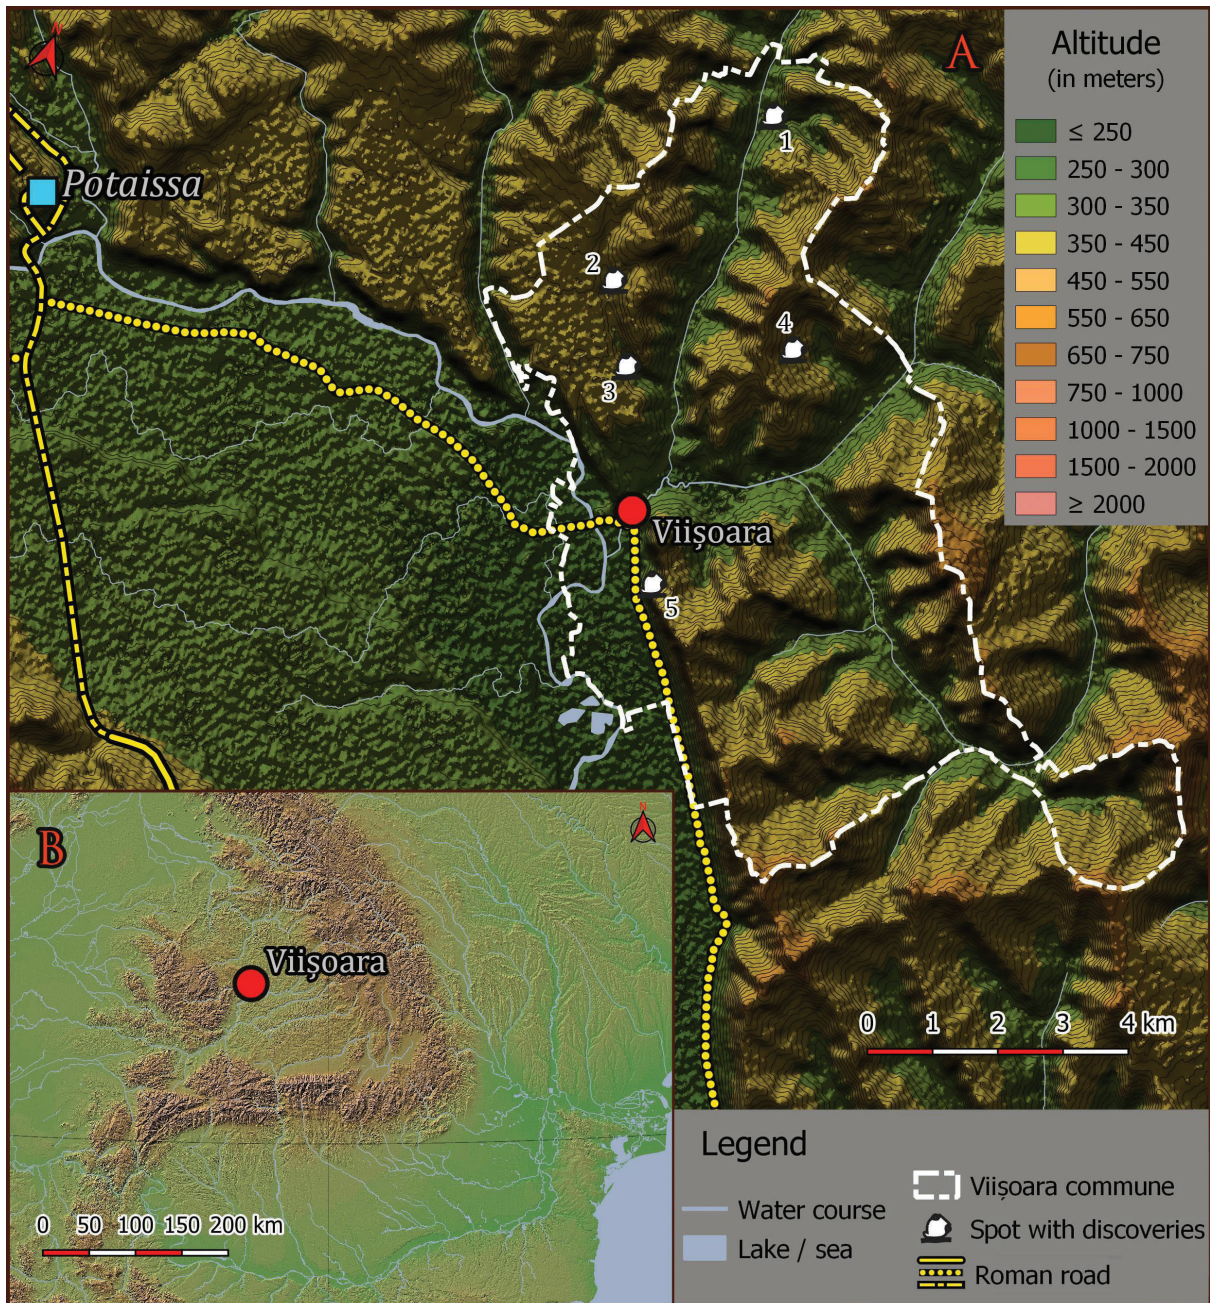 A
Altitude
(in meters)
≤ 250
250 - 300
300 - 350
350 - 450
450 - 550
550 - 650
650 - 750
750 - 1000
1000 - 1500
1500 - 2000
≥ 2000
Potaissa
1
2
4
3
Viișoara
5
B
N
Viișoara
0 1 2 3 4 km
0 50 100 150 200 km
Legend
Water course
Lake / sea
Viișoara commune
Spot with discoveries
Roman road